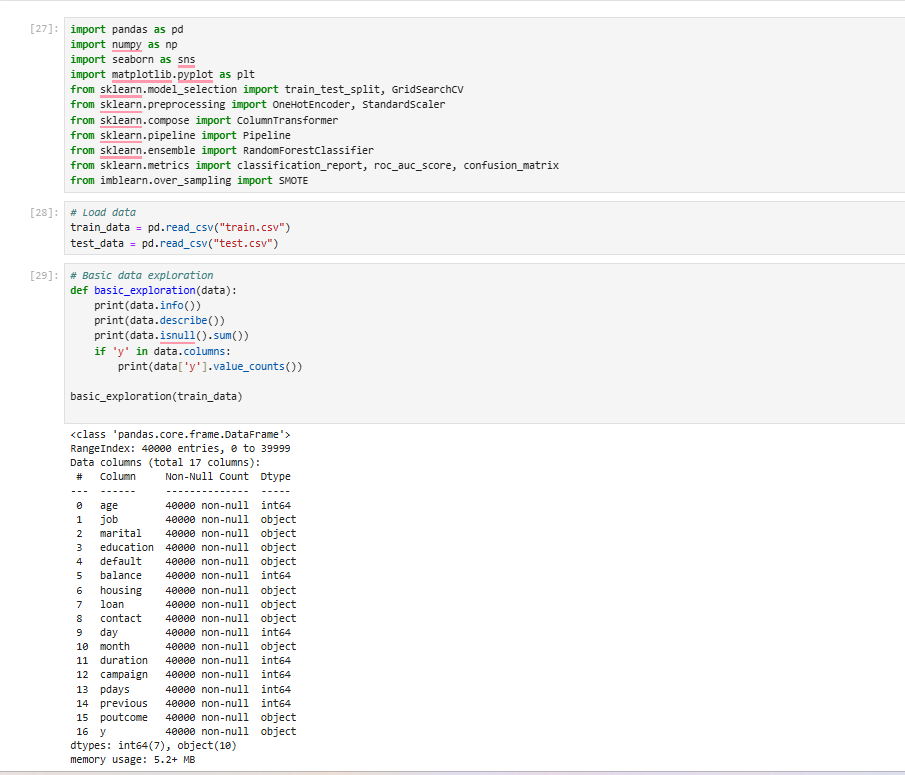 [27]: import pandas as pd
import numpy as np
import seaborn as sns
import matplotlib.pyplot as plt
from sklearn.model_selection import train_test_split, GridSearchCV
from sklearn.preprocessing import OneHotEncoder, StandardScaler
from sklearn.compose import ColumnTransformer
from sklearn.pipeline import Pipeline
from sklearn.ensemble import RandomForestClassifier
from sklearn.metrics import classification_report, roc_auc_score, confusion_matrix
from imblearn.over_sampling import SMOTE
[28]: # Load data
train_data = pd.read_csv("train.csv")
test_data = pd.read_csv("test.csv")
[29]: # Basic data exploration
def basic_exploration(data):
    print(data.info())
    print(data.describe())
    print(data.isnull().sum())
    if 'y' in data.columns:
        print(data['y'].value_counts())
basic_exploration(train_data)
<class 'pandas.core.frame.DataFrame'>
RangeIndex: 40000 entries, 0 to 39999
Data columns (total 17 columns):
 #   Column     Non-Null Count  Dtype
---  ------     --------------  -----
 0   age        40000 non-null  int64
 1   job        40000 non-null  object
 2   marital    40000 non-null  object
 3   education  40000 non-null  object
 4   default    40000 non-null  object
 5   balance    40000 non-null  int64
 6   housing    40000 non-null  object
 7   loan       40000 non-null  object
 8   contact    40000 non-null  object
 9   day        40000 non-null  int64
 10  month      40000 non-null  object
 11  duration   40000 non-null  int64
 12  campaign   40000 non-null  int64
 13  pdays      40000 non-null  int64
 14  previous   40000 non-null  int64
 15  poutcome   40000 non-null  object
 16  y          40000 non-null  object
dtypes: int64(7), object(10)
memory usage: 5.2+ MB